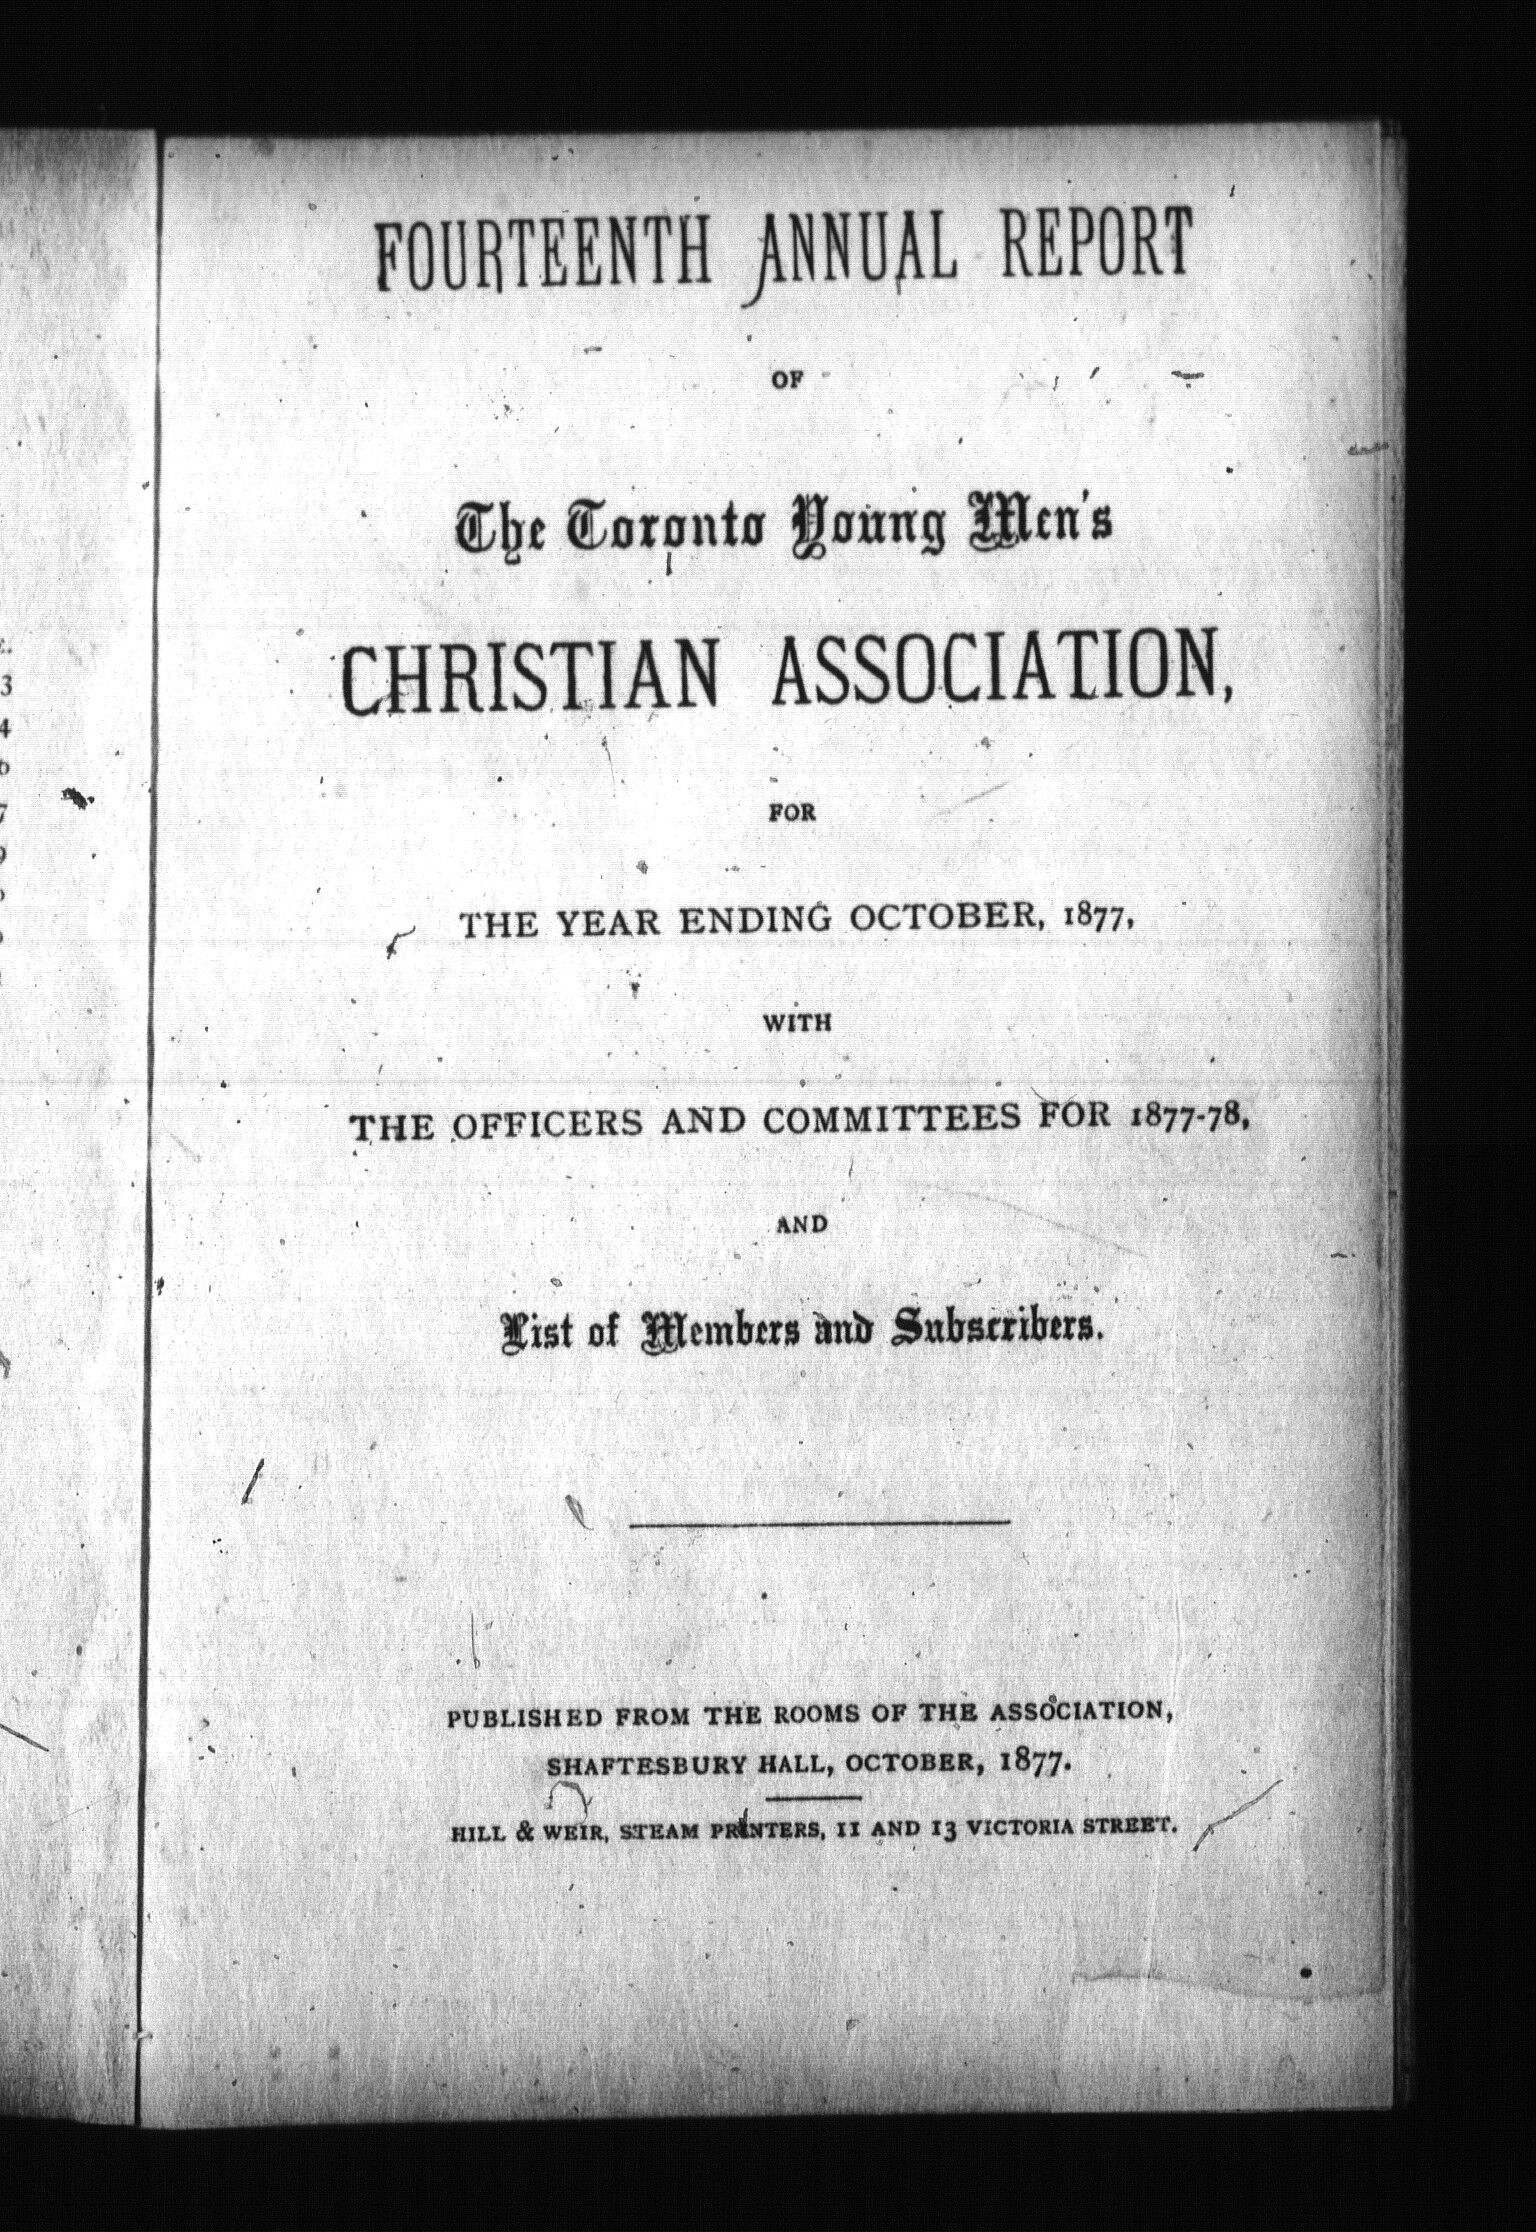 FOURTEENTH ANNUAL REPORT
OF
The Toronto Young Men's
CHRISTIAN ASSOCIATION,
FOR
THE YEAR ENDING OCTOBER, 1877,
WITH
THE OFFICERS AND COMMITTEES FOR 1877-78,
AND
List of Members and Subscribers.
PUBLISHED FROM THE ROOMS OF THE ASSOCIATION,
SHAFTESBURY HALL, OCTOBER, 1877.
HILL & WEIR, STEAM PRINTERS, 11 AND 13 VICTORIA STREET.